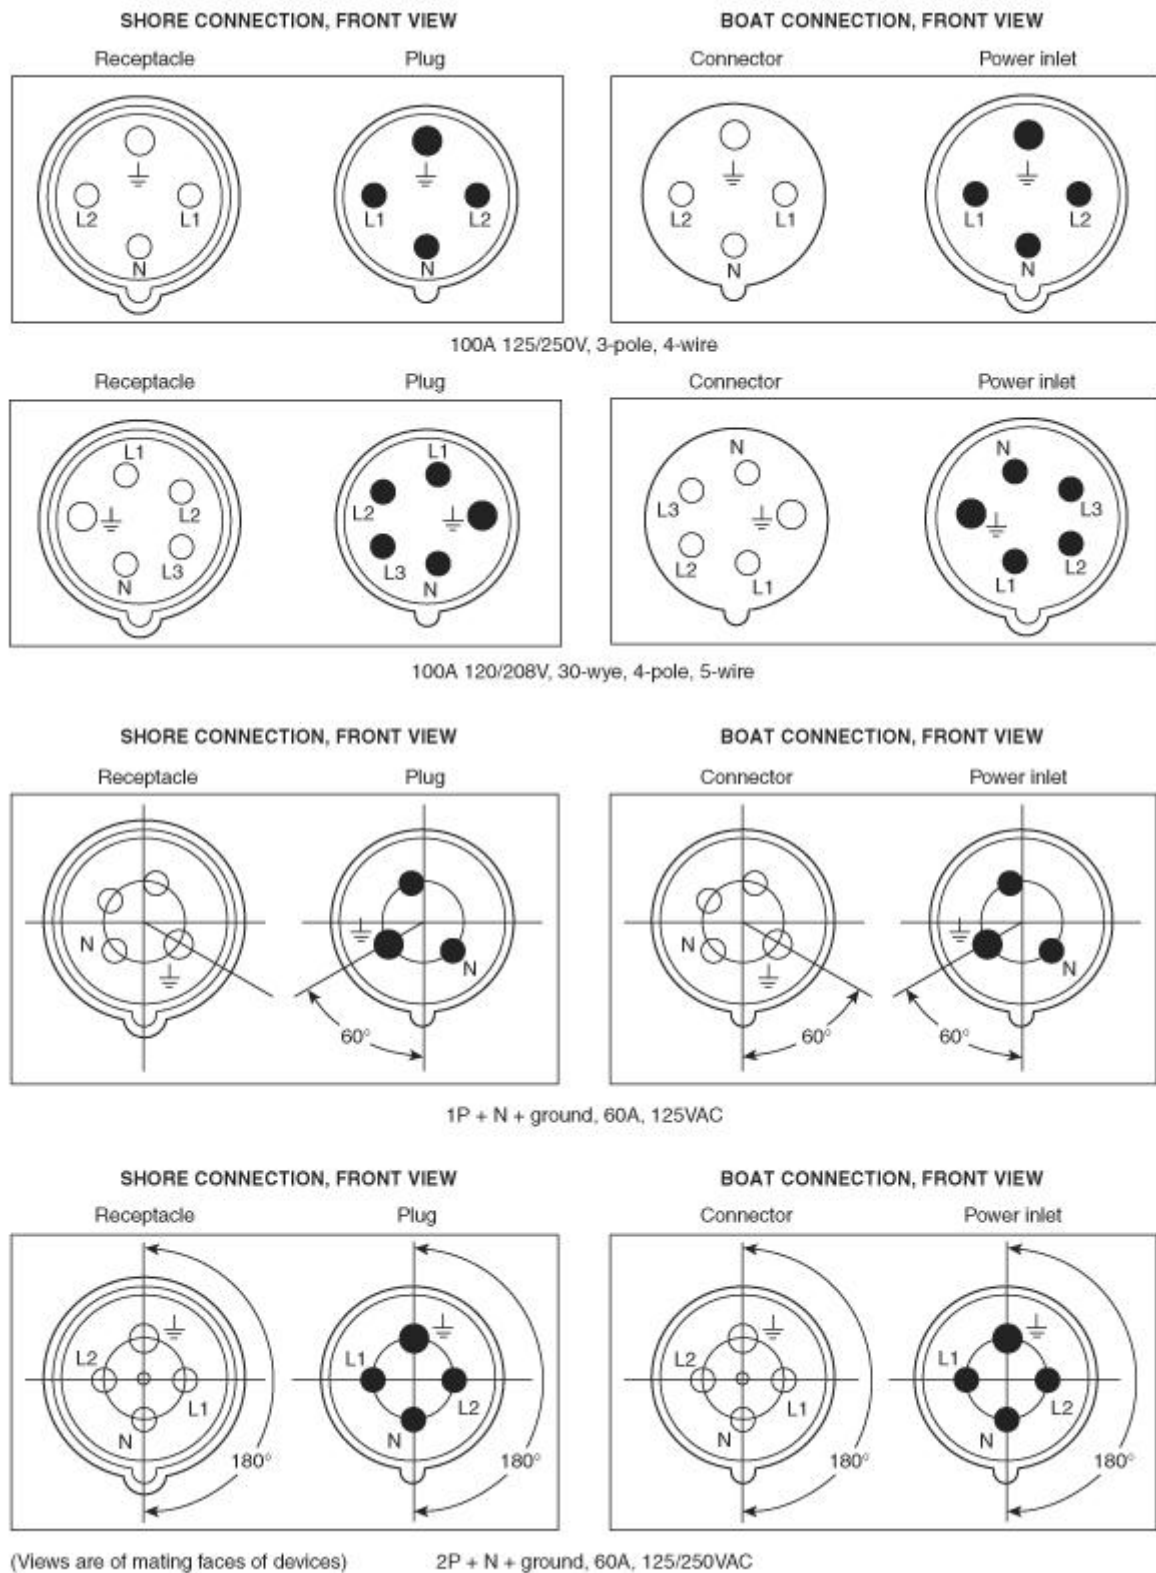 SHORE CONNECTION, FRONT VIEW BOAT CONNECTION, FRONT VIEW
Receptacle Plug Connector Power inlet
L2 L1 L1 L2 L2 L1 L1 L2
N N N N
100A 125/250V, 3-pole, 4-wire
Receptacle Plug Connector Power inlet
L1 L1 N N
L2 L2 L3 L3
L3 L3 L2 L2
N N L1 L1
100A 120/208V, 30-wye, 4-pole, 5-wire
SHORE CONNECTION, FRONT VIEW BOAT CONNECTION, FRONT VIEW
Receptacle Plug Connector Power inlet
N N N N
60° 60° 60°
1P + N + ground, 60A, 125VAC
SHORE CONNECTION, FRONT VIEW BOAT CONNECTION, FRONT VIEW
Receptacle Plug Connector Power inlet
L2 L1 L2 L1
L1 L2 L1 L2
N N N
180° 180° 180° 180°
(Views are of mating faces of devices) 2P + N + ground, 60A, 125/250VAC